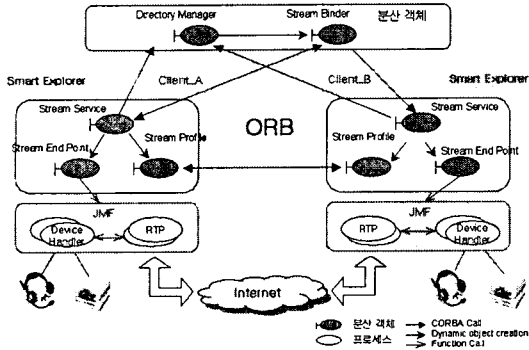 Directory Manager
Stream Binder
분산 객체
Smart Explorer
Client_A
Client_B
Smart Explorer
Stream Service
Stream Service
Stream Profile
ORB
Stream Profile
Stream End Point
Stream End Point
JMF
JMF
Device Handler
RTP
RTP
Device Handler
Internet
분산 객체
CORBA Call
프로세스
Dynamic object creation
Function Call